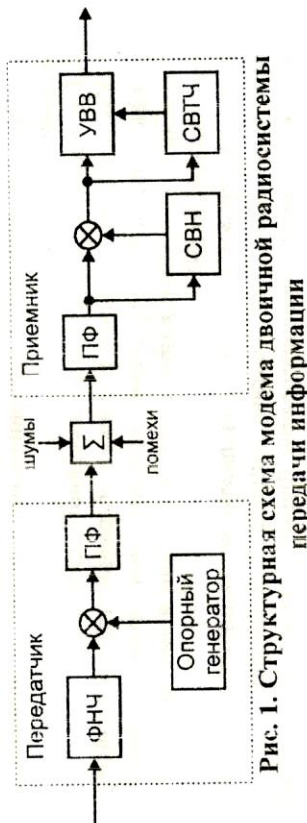 Передатчик
ФНЧ
ПФ
Опорный
генератор
шумы
Σ
помехи
Приемник
ПФ
СВН
УВВ
СВТЧ
Рис. 1. Структурная схема модема двоичной радиосистемы
передачи информации